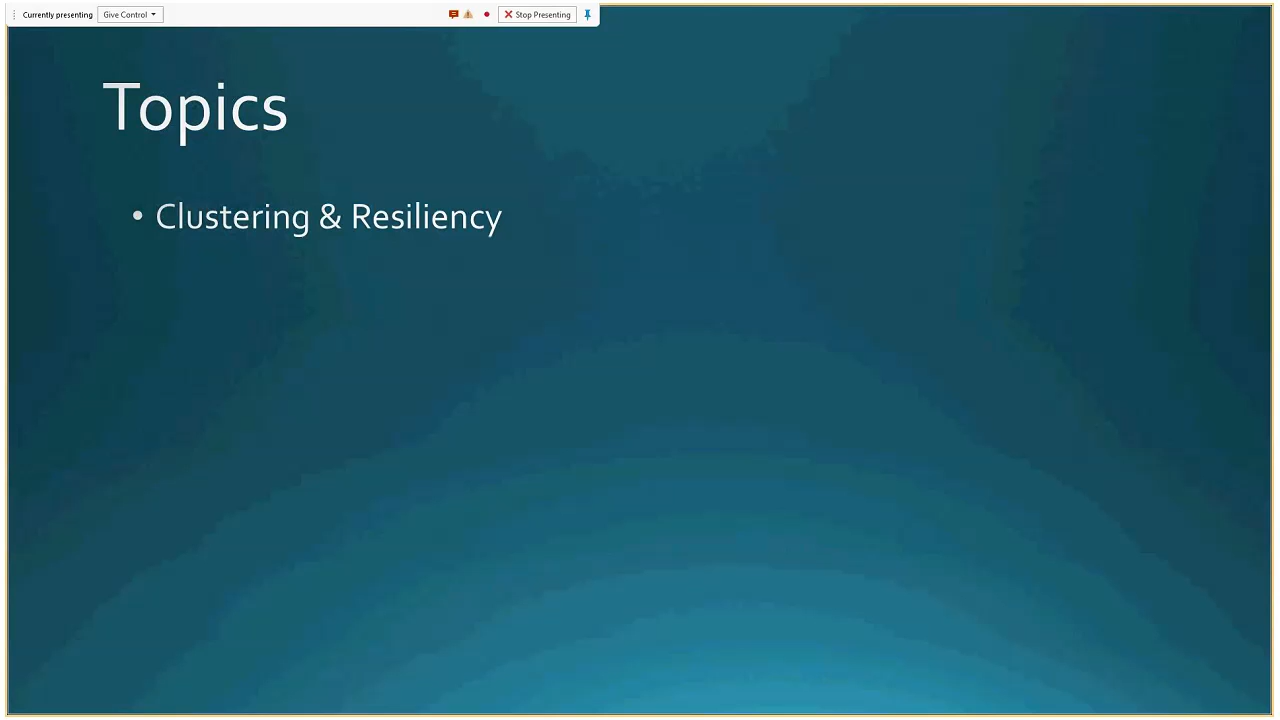 Currently presenting Give Control Stop Presenting
Topics
• Clustering & Resiliency